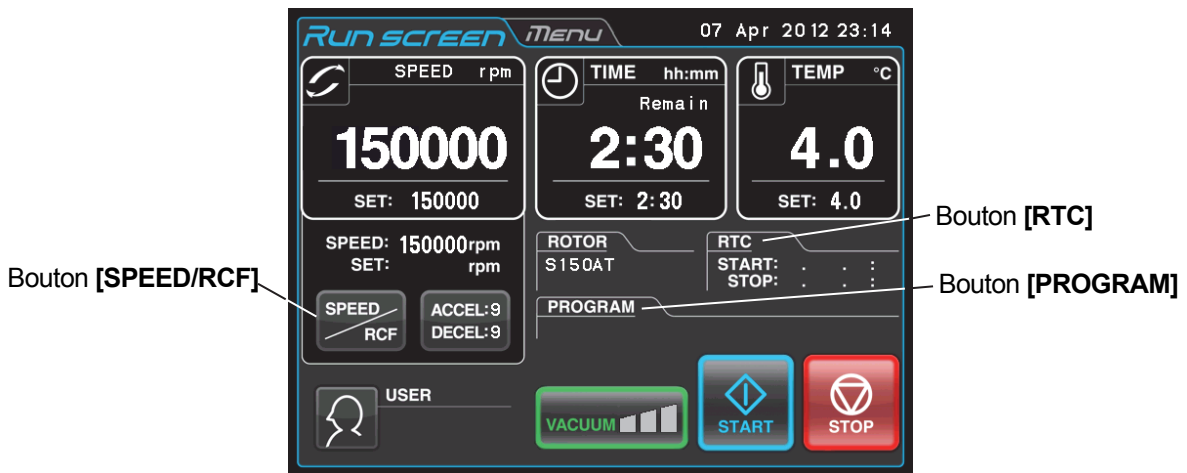 Run screen Menu 07 Apr 2012 23:14
SPEED rpm
150000
SET: 150000
TIME hh:mm
Remain
2:30
SET: 2:30
TEMP °C
4.0
SET: 4.0
SPEED: 150000rpm
SET: rpm
SPEED
RCF
ACCEL:9
DECEL:9
ROTOR
S150AT
RTC
START: . . :
STOP: . . :
PROGRAM
USER
VACUUM
START
STOP
Bouton [SPEED/RCF]
Bouton [RTC]
Bouton [PROGRAM]